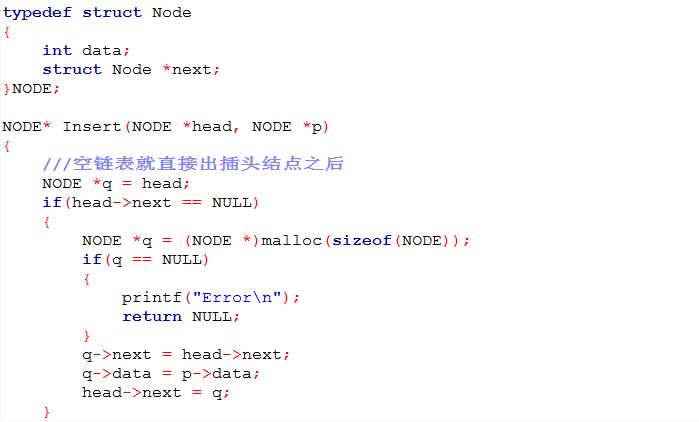 typedef struct Node
{
    int data;
    struct Node *next;
}NODE;
NODE* Insert(NODE *head, NODE *p)
{
    ///空链表就直接出插头结点之后
    NODE *q = head;
    if(head->next == NULL)
    {
        NODE *q = (NODE *)malloc(sizeof(NODE));
        if(q == NULL)
        {
            printf("Error\n");
            return NULL;
        }
        q->next = head->next;
        q->data = p->data;
        head->next = q;
    }